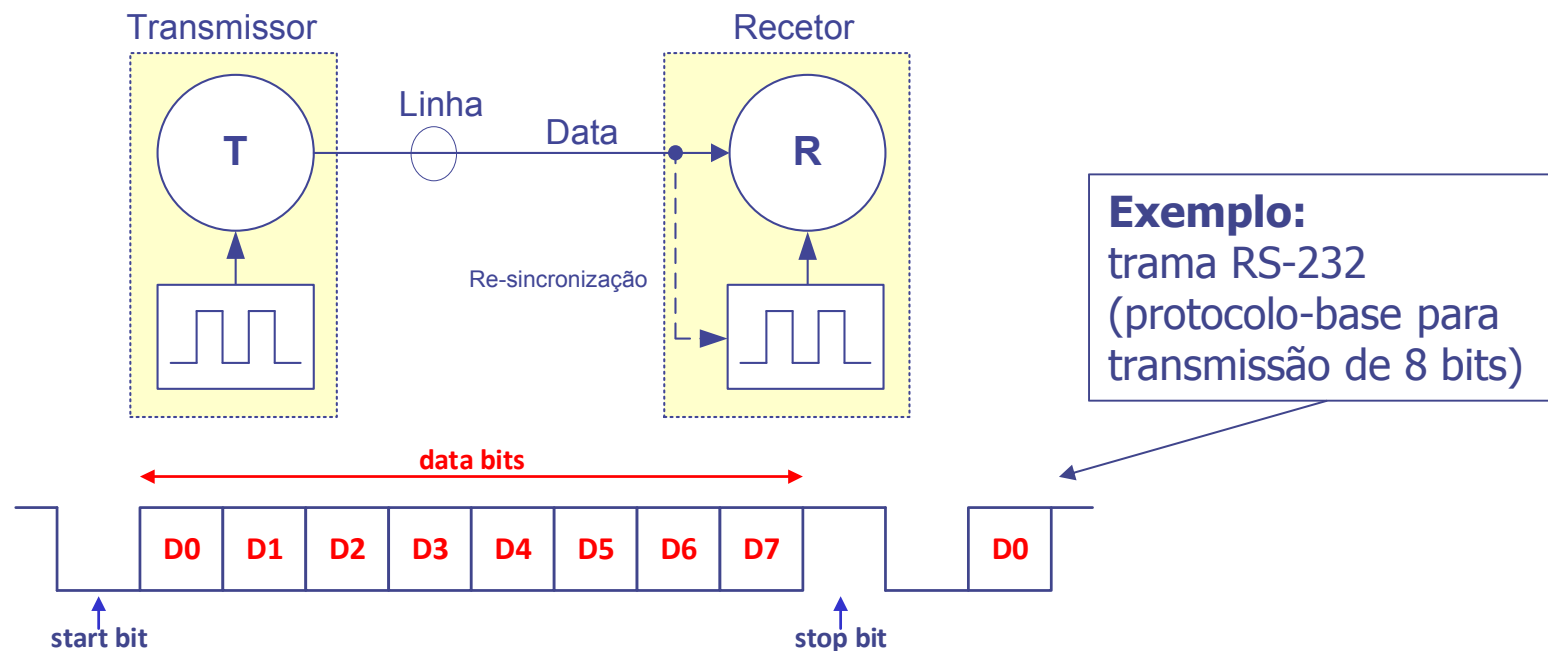 Transmissor
Recetor
Linha
Data
T
R
Re-sincronização
Exemplo:
trama RS-232
(protocolo-base para
transmissão de 8 bits)
data bits
D0 D1 D2 D3 D4 D5 D6 D7 D0
start bit
stop bit